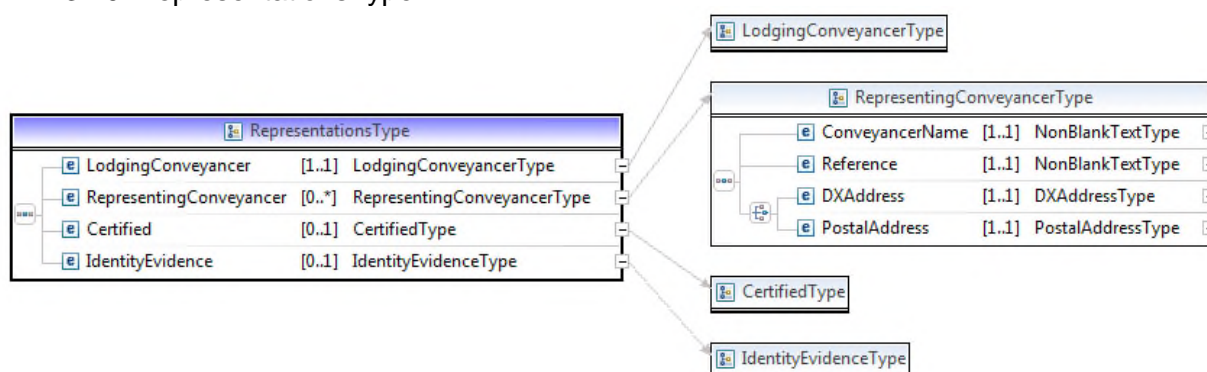 RepresentationsType
LodgingConveyancer [1..1] LodgingConveyancerType
RepresentingConveyancer [0..*] RepresentingConveyancerType
Certified [0..1] CertifiedType
IdentityEvidence [0..1] IdentityEvidenceType
LodgingConveyancerType
RepresentingConveyancerType
ConveyancerName [1..1] NonBlankTextType
Reference [1..1] NonBlankTextType
DXAddress [1..1] DXAddressType
PostalAddress [1..1] PostalAddressType
CertifiedType
IdentityEvidenceType